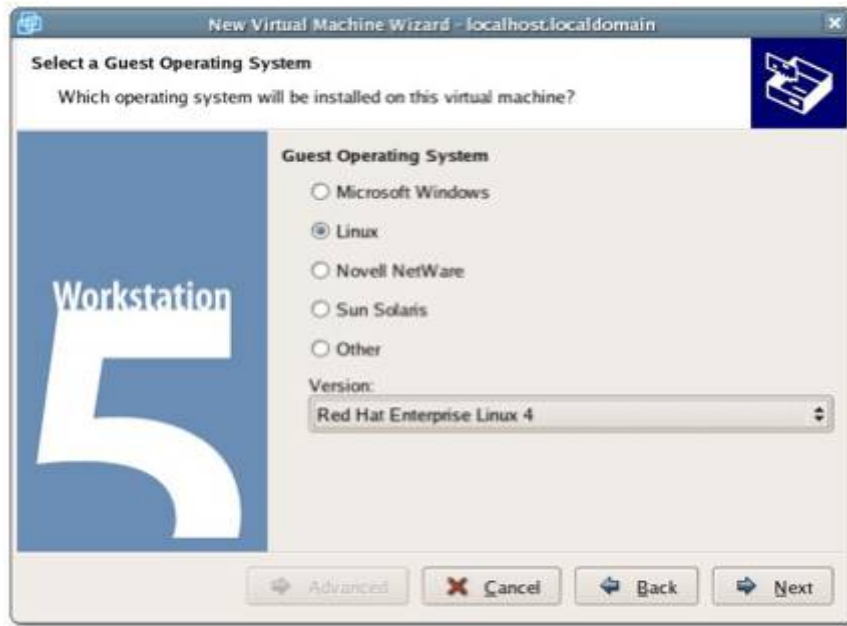 New Virtual Machine Wizard - localhost.localdomain
Select a Guest Operating System
Which operating system will be installed on this virtual machine?
Guest Operating System
Microsoft Windows
Linux
Novell NetWare
Sun Solaris
Other
Version:
Red Hat Enterprise Linux 4
Workstation
5
Advanced
Cancel
Back
Next